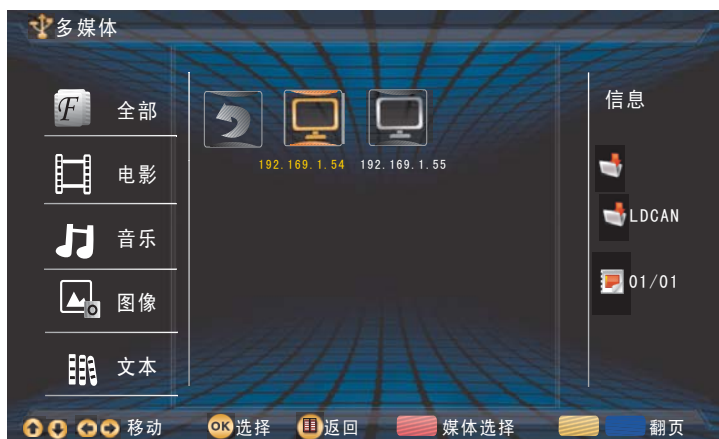 多媒体
F 全部
电影
音乐
图像
文本
192.169.1.54 192.169.1.55
信息
LDCAN
01/01
移动 OK 选择 返回 媒体选择 翻页